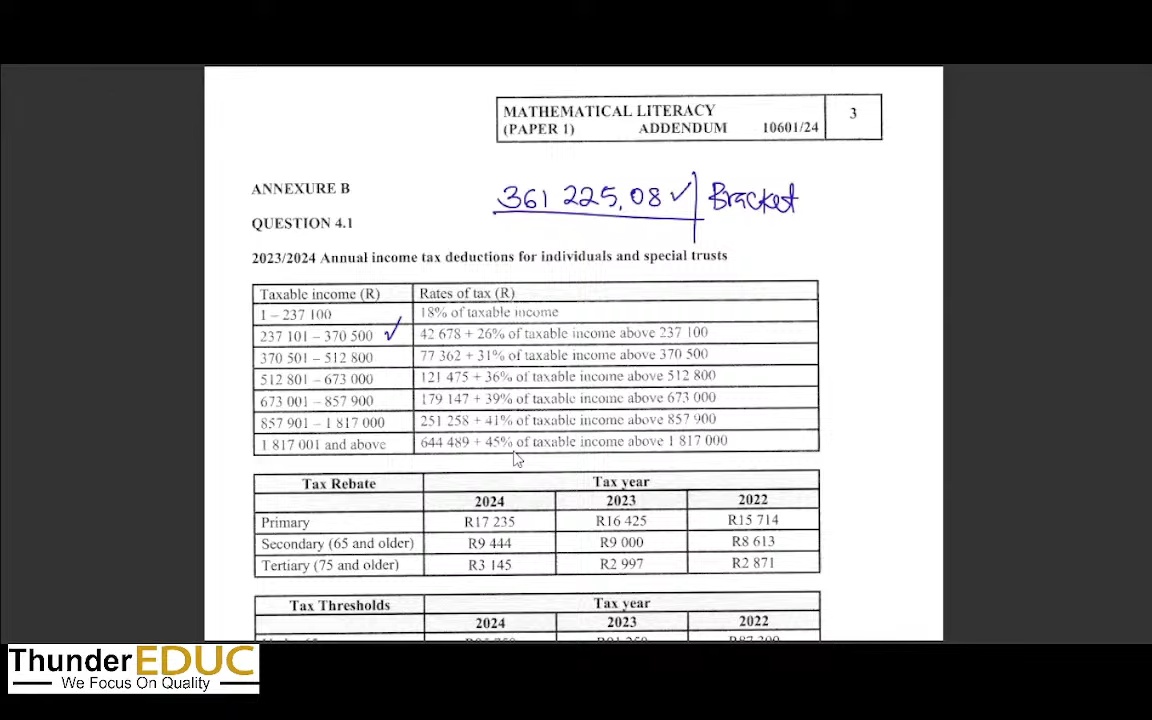 MATHEMATICAL LITERACY
(PAPER 1) ADDENDUM 10601/24
3
ANNEXURE B
361 225,08 ✓ Bracket
QUESTION 4.1
2023/2024 Annual income tax deductions for individuals and special trusts
Taxable income (R) Rates of tax (R)
1 – 237 100 18% of taxable income
237 101 – 370 500 ✓ 42 678 + 26% of taxable income above 237 100
370 501 – 512 800 77 362 + 31% of taxable income above 370 500
512 801 – 673 000 121 475 + 36% of taxable income above 512 800
673 001 – 857 900 179 147 + 39% of taxable income above 673 000
857 901 – 1 817 000 251 258 + 41% of taxable income above 857 900
1 817 001 and above 644 489 + 45% of taxable income above 1 817 000
Tax Rebate Tax year
2024 2023 2022
Primary R17 235 R16 425 R15 714
Secondary (65 and older) R9 444 R9 000 R8 613
Tertiary (75 and older) R3 145 R2 997 R2 871
Tax Thresholds Tax year
2024 2023 2022
ThunderEDUC
We Focus On Quality